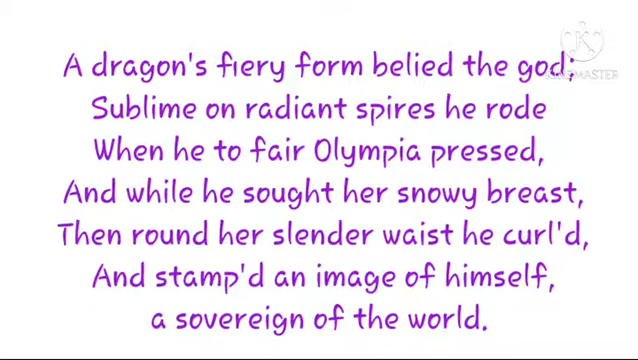 A dragon's fiery form belied the god;
Sublime on radiant spires he rode
When he to fair Olympia pressed,
And while he sought her snowy breast,
Then round her slender waist he curl'd,
And stamp'd an image of himself,
a sovereign of the world.
KINEMASTER